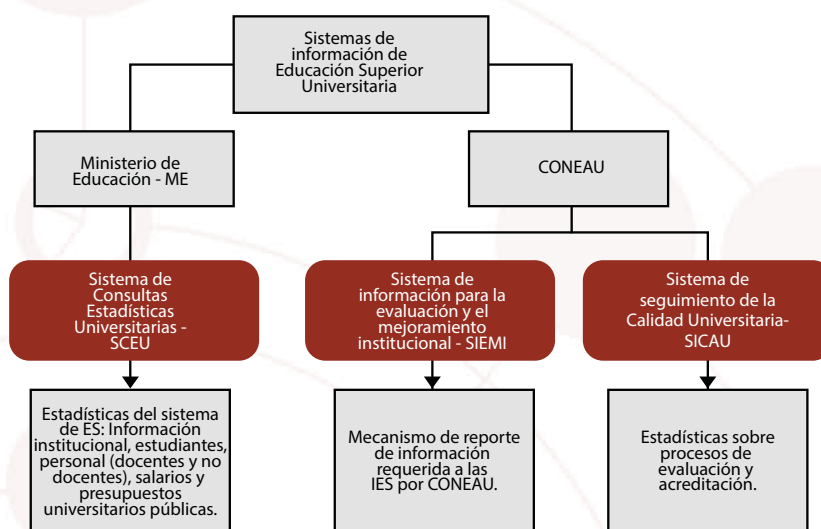 Sistemas de
información de
Educación Superior
Universitaria
Ministerio de
Educación - ME
CONEAU
Sistema de
Consultas
Estadísticas
Universitarias -
SCEU
Sistema de
información para la
evaluación y el
mejoramiento
institucional - SIEMI
Sistema de
seguimiento de la
Calidad Universitaria-
SICAU
Estadísticas del sistema
de ES: Información
institucional, estudiantes,
personal (docentes y no
docentes), salarios y
presupuestos
universitarios públicas.
Mecanismo de reporte
de información
requerida a las
IES por CONEAU.
Estadísticas sobre
procesos de
evaluación y
acreditación.